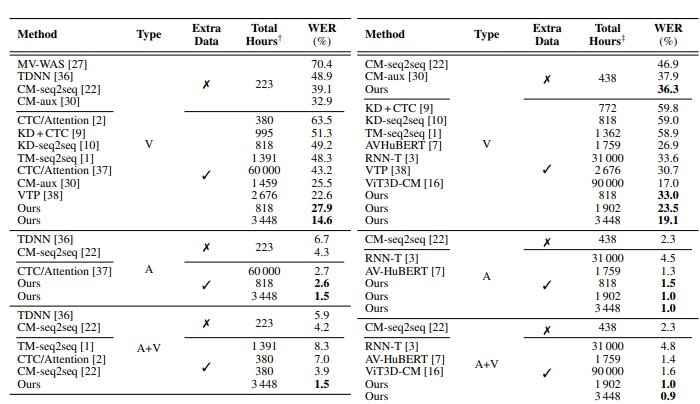 Method Type Extra Data Total Hours† WER (%)
MV-WAS [27] 70.4
TDNN [36] 48.9
✗ 223
CM-seq2seq [22] 39.1
CM-aux [30] 32.9
CTC/Attention [2] 380 63.5
KD + CTC [9] 995 51.3
V
KD-seq2seq [10] 818 49.2
TM-seq2seq [1] 1 391 48.3
CTC/Attention [37] ✓ 60 000 43.2
CM-aux [30] 1 459 25.5
VTP [38] 2 676 22.6
Ours 818 27.9
Ours 3 448 14.6
TDNN [36] ✗ 223 6.7
CM-seq2seq [22] 4.3
A
CTC/Attention [37] 60 000 2.7
Ours ✓ 818 2.6
Ours 3 448 1.5
TDNN [36] ✗ 223 5.9
CM-seq2seq [22] 4.2
A+V
TM-seq2seq [1] 1 391 8.3
CTC/Attention [2] ✓ 380 7.0
CM-seq2seq [22] 380 3.9
Ours 3 448 1.5
Method Type Extra Data Total Hours‡ WER (%)
CM-seq2seq [22] 46.9
CM-aux [30] ✗ 438 37.9
Ours 36.3
KD + CTC [9] 772 59.8
KD-seq2seq [10] 818 59.0
TM-seq2seq [1] 1 362 58.9
AVHuBERT [7] V 1 759 26.9
RNN-T [3] 31 000 33.6
VTP [38] ✓ 2 676 30.7
ViT3D-CM [16] 90 000 17.0
Ours 818 33.0
Ours 1 902 23.5
Ours 3 448 19.1
CM-seq2seq [22] ✗ 438 2.3
RNN-T [3] 31 000 4.5
AV-HuBERT [7] A 1 759 1.3
Ours ✓ 818 1.5
Ours 1 902 1.0
Ours 3 448 1.0
CM-seq2seq [22] ✗ 438 2.3
RNN-T [3] 31 000 4.8
AV-HuBERT [7] A+V 1 759 1.4
ViT3D-CM [16] ✓ 90 000 1.6
Ours 1 902 1.0
Ours 3 448 0.9